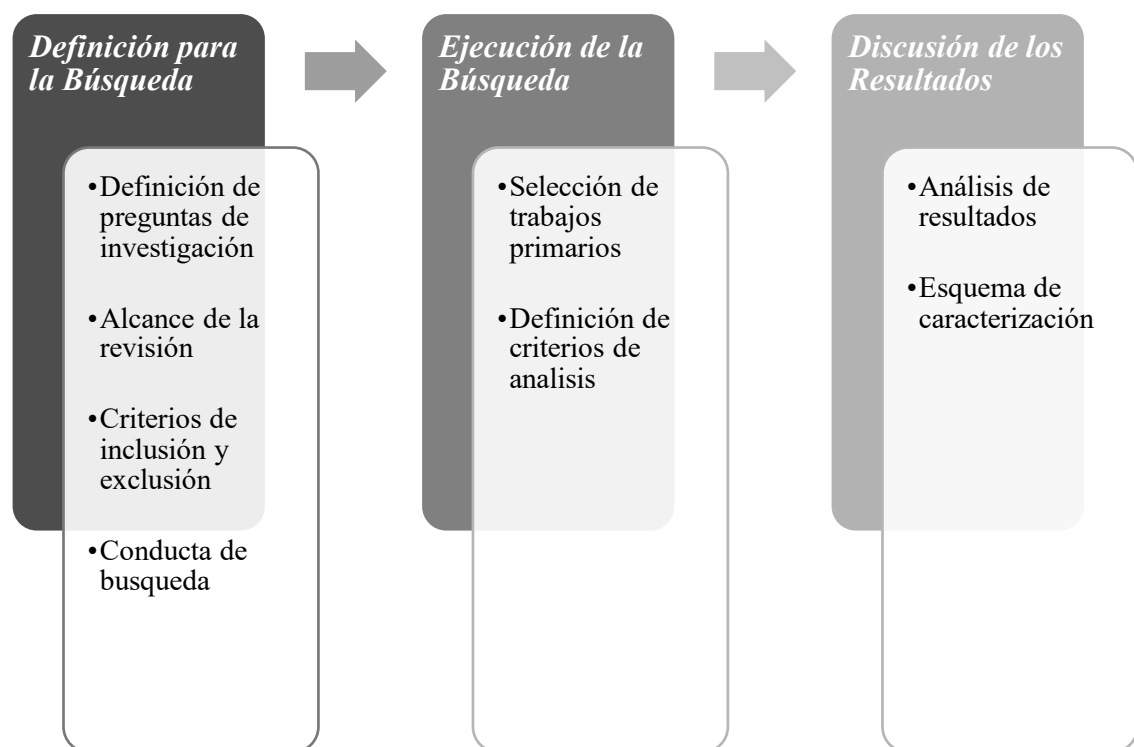 Definición para
la Búsqueda
•Definición de
preguntas de
investigación
•Alcance de la
revisión
•Criterios de
inclusión y
exclusión
•Conducta de
busqueda
Ejecución de la
Búsqueda
•Selección de
trabajos
primarios
•Definición de
criterios de
analisis
Discusión de los
Resultados
•Análisis de
resultados
•Esquema de
caracterización